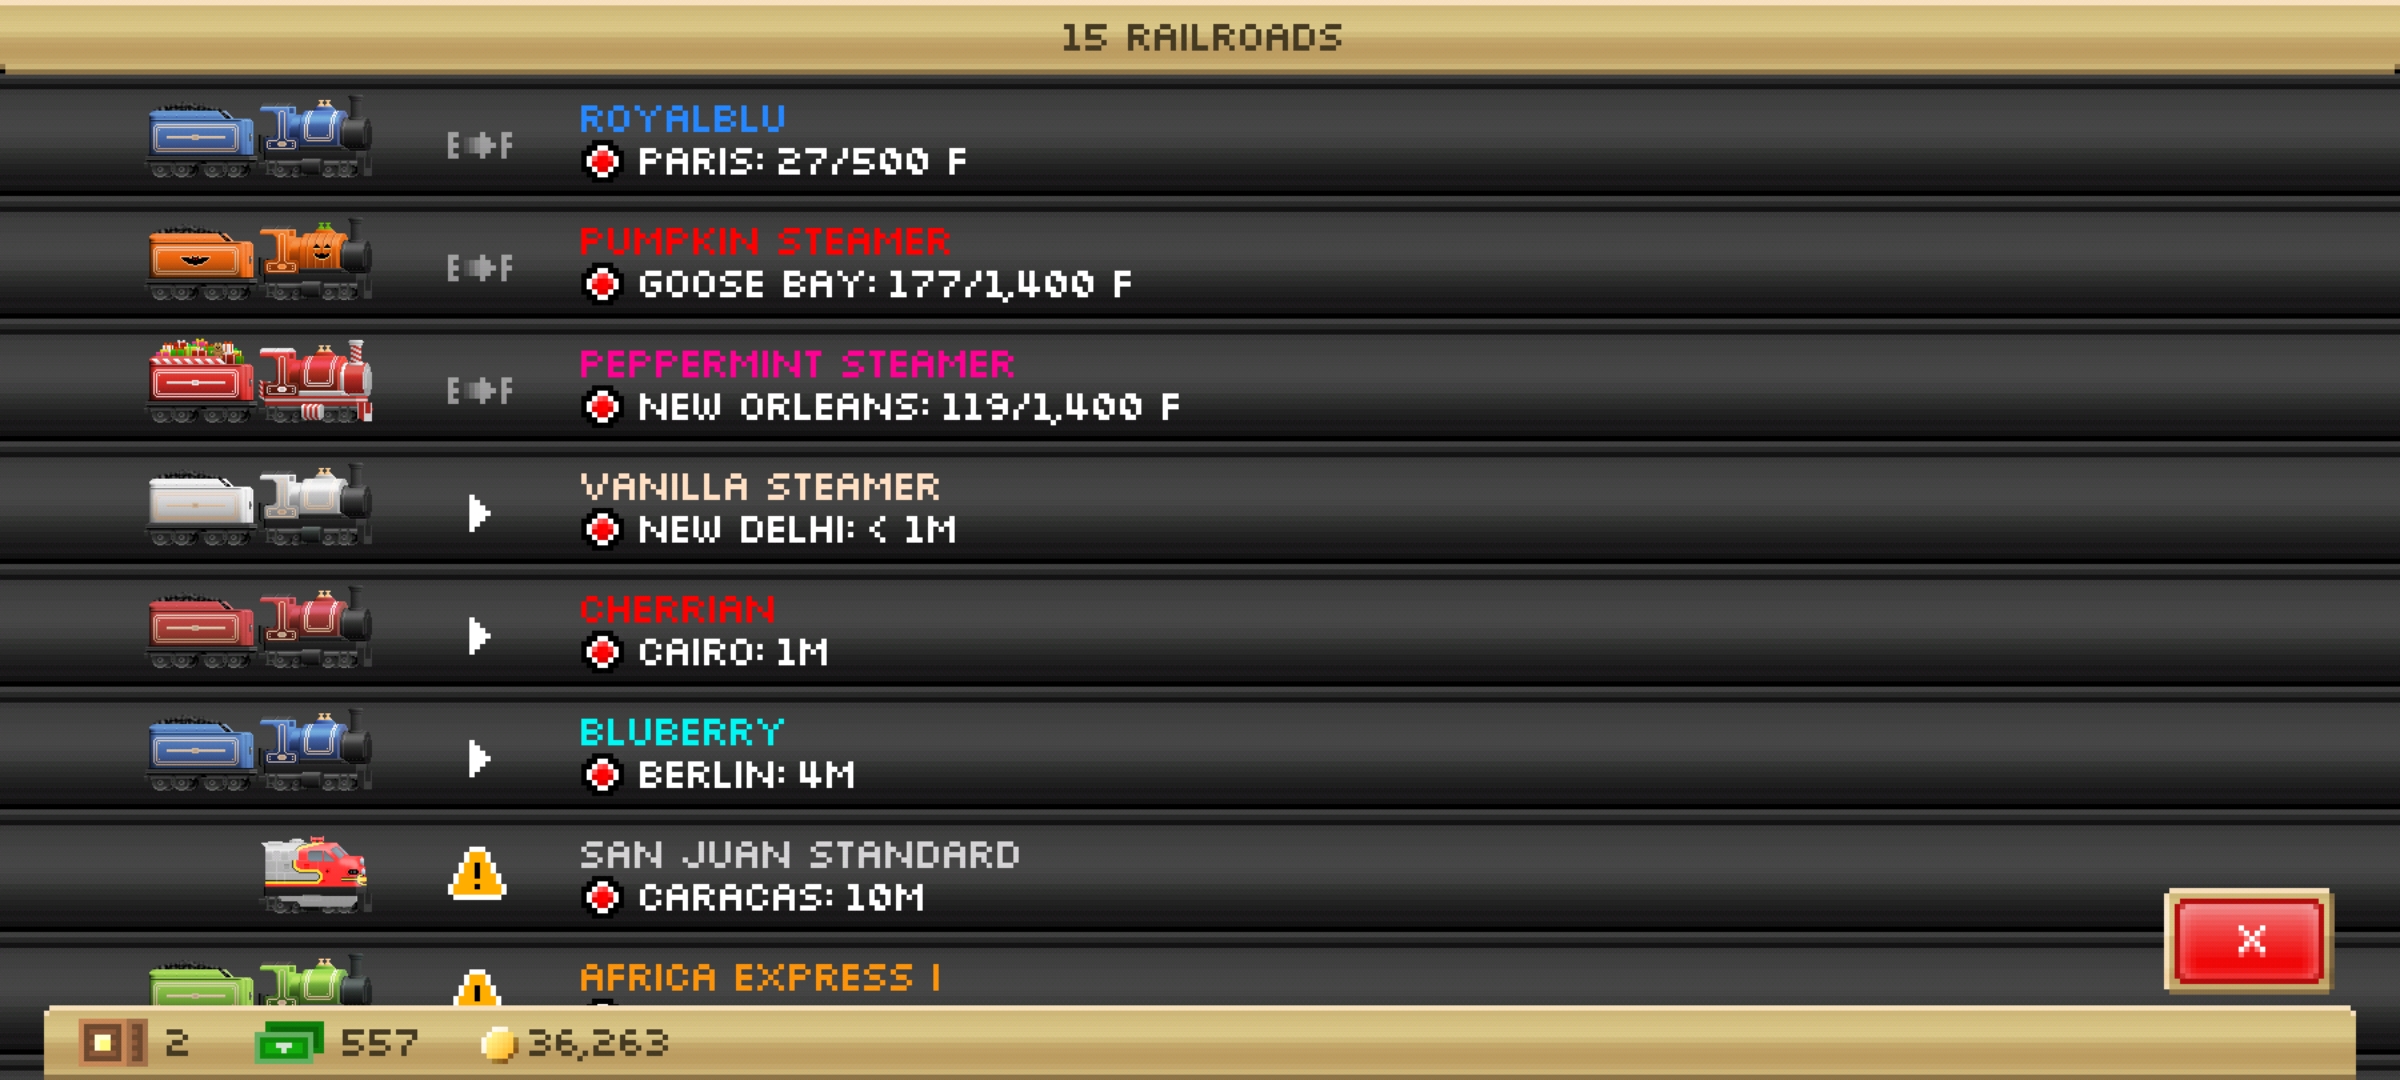 15 RAILROADS
ROYALBLU
E F PARIS: 27/500 F
PUMPKIN STEAMER
E F GOOSE BAY: 177/1,400 F
PEPPERMINT STEAMER
E F NEW ORLEANS: 119/1,400 F
VANILLA STEAMER
NEW DELHI: < 1M
CHERRIAN
CAIRO: 1M
BLUBERRY
BERLIN: 4M
SAN JUAN STANDARD
! CARACAS: 10M
X
AFRICA EXPRESS I
!
2 557 36,263